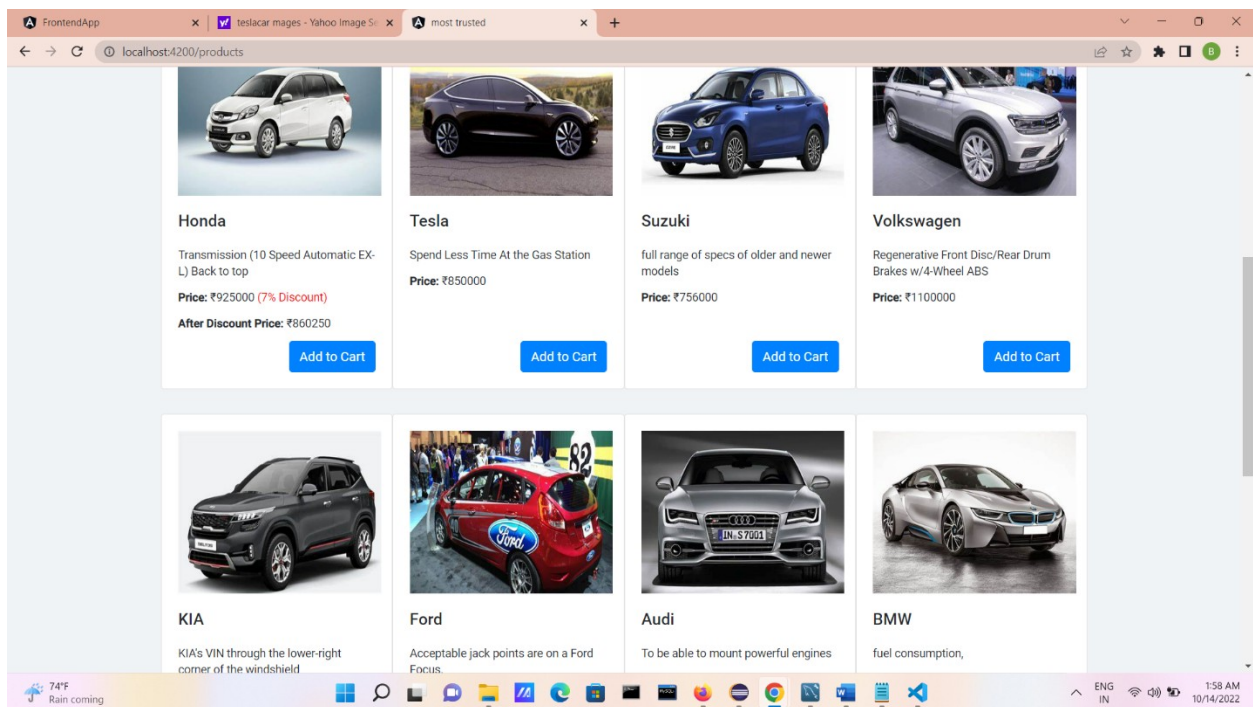 FrontendApp
teslacar mages - Yahoo Image Se
most trusted
localhost:4200/products
B
Honda
Tesla
Suzuki
Volkswagen
Transmission (10 Speed Automatic EX-
L) Back to top
Price: ₹925000 (7% Discount)
After Discount Price: ₹860250
Add to Cart
Spend Less Time At the Gas Station
Price: ₹850000
Add to Cart
full range of specs of older and newer
models
Price: ₹756000
Add to Cart
Regenerative Front Disc/Rear Drum
Brakes w/4-Wheel ABS
Price: ₹1100000
Add to Cart
82
Ford
IN S7001
KIA
KIA's VIN through the lower-right
corner of the windshield
Ford
Acceptable jack points are on a Ford
Focus.
Audi
To be able to mount powerful engines
BMW
fuel consumption,
74°F
Rain coming
ENG
IN
1:58 AM
10/14/2022